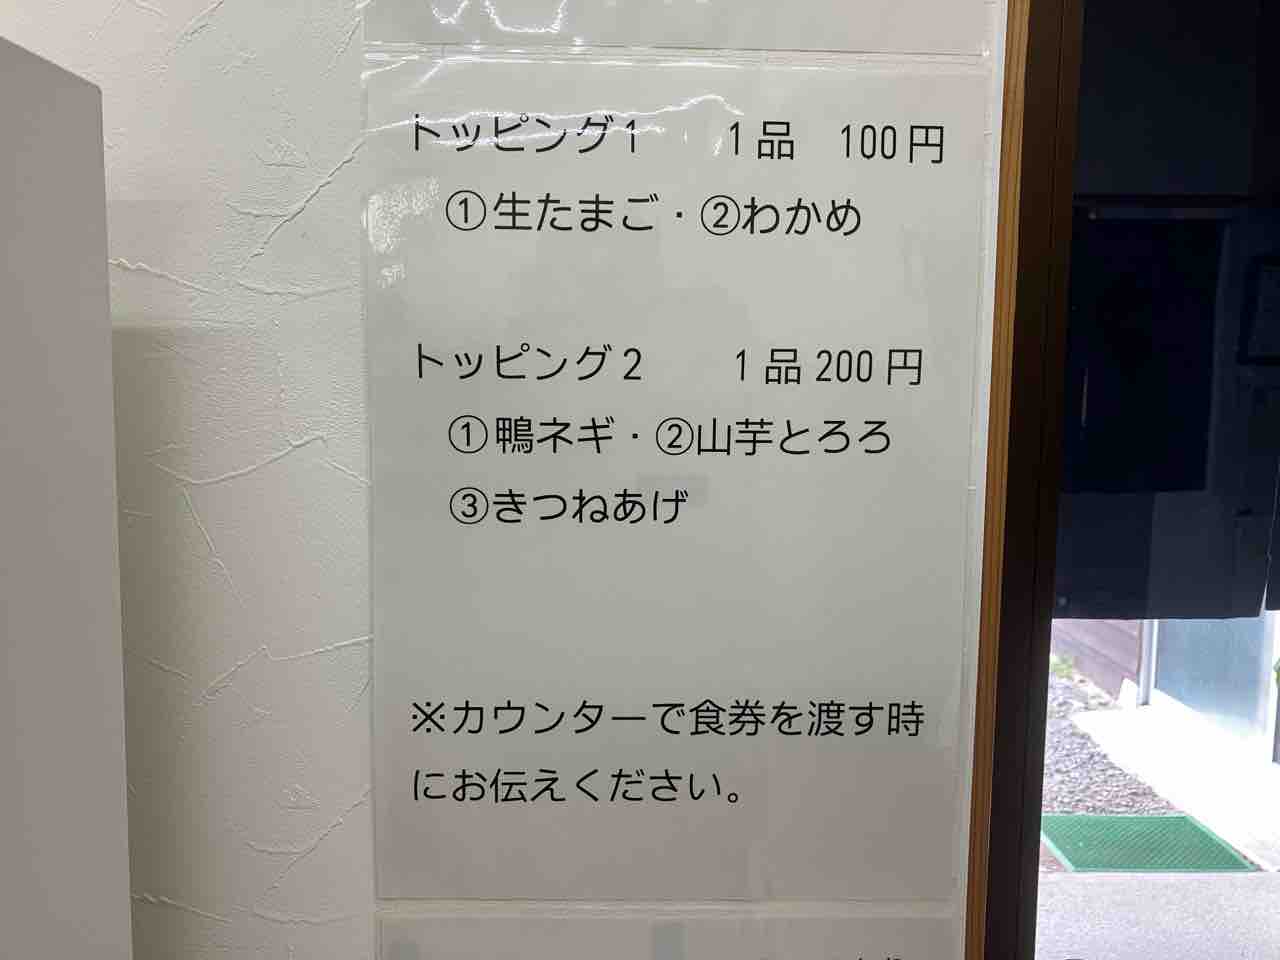 トッピング1　　1品　100円
①生たまご・②わかめ
トッピング2　　1品200円
①鴨ネギ・②山芋とろろ
③きつねあげ
※カウンターで食券を渡す時
にお伝えください。